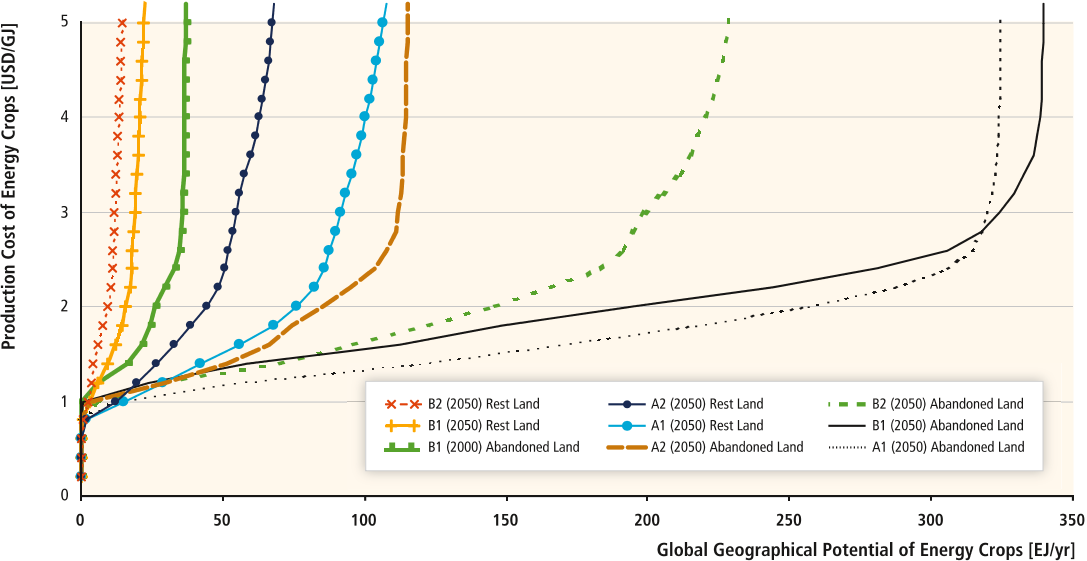 Production Cost of Energy Crops [USD/GJ]
5
4
3
2
1
0
B2 (2050) Rest Land
B1 (2050) Rest Land
B1 (2000) Abandoned Land
A2 (2050) Rest Land
A1 (2050) Rest Land
A2 (2050) Abandoned Land
B2 (2050) Abandoned Land
B1 (2050) Abandoned Land
A1 (2050) Abandoned Land
0 50 100 150 200 250 300 350
Global Geographical Potential of Energy Crops [EJ/yr]